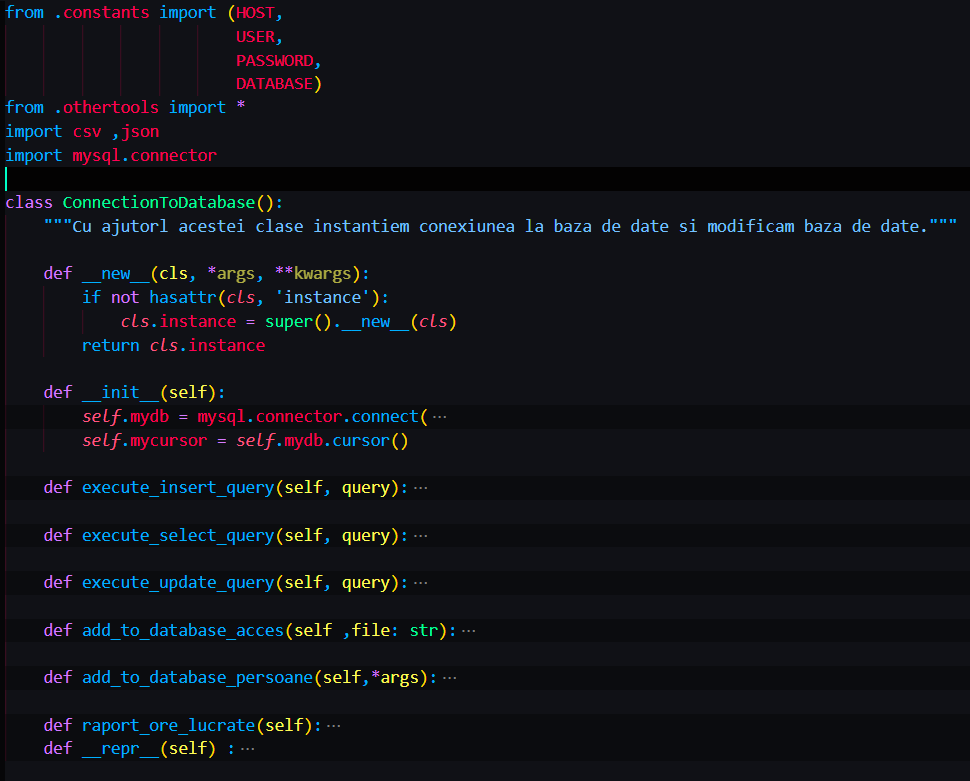 from .constants import (HOST,
                        USER,
                        PASSWORD,
                        DATABASE)
from .othertools import *
import csv ,json
import mysql.connector
class ConnectionToDatabase():
    """Cu ajutorl acestei clase instantiem conexiunea la baza de date si modificam baza de date."""
    def __new__(cls, *args, **kwargs):
        if not hasattr(cls, 'instance'):
            cls.instance = super().__new__(cls)
        return cls.instance
    def __init__(self):
        self.mydb = mysql.connector.connect(···
        self.mycursor = self.mydb.cursor()
    def execute_insert_query(self, query):···
    def execute_select_query(self, query):···
    def execute_update_query(self, query):···
    def add_to_database_acces(self ,file: str):···
    def add_to_database_persoane(self,*args):···
    def raport_ore_lucrate(self):···
    def __repr__(self) :···